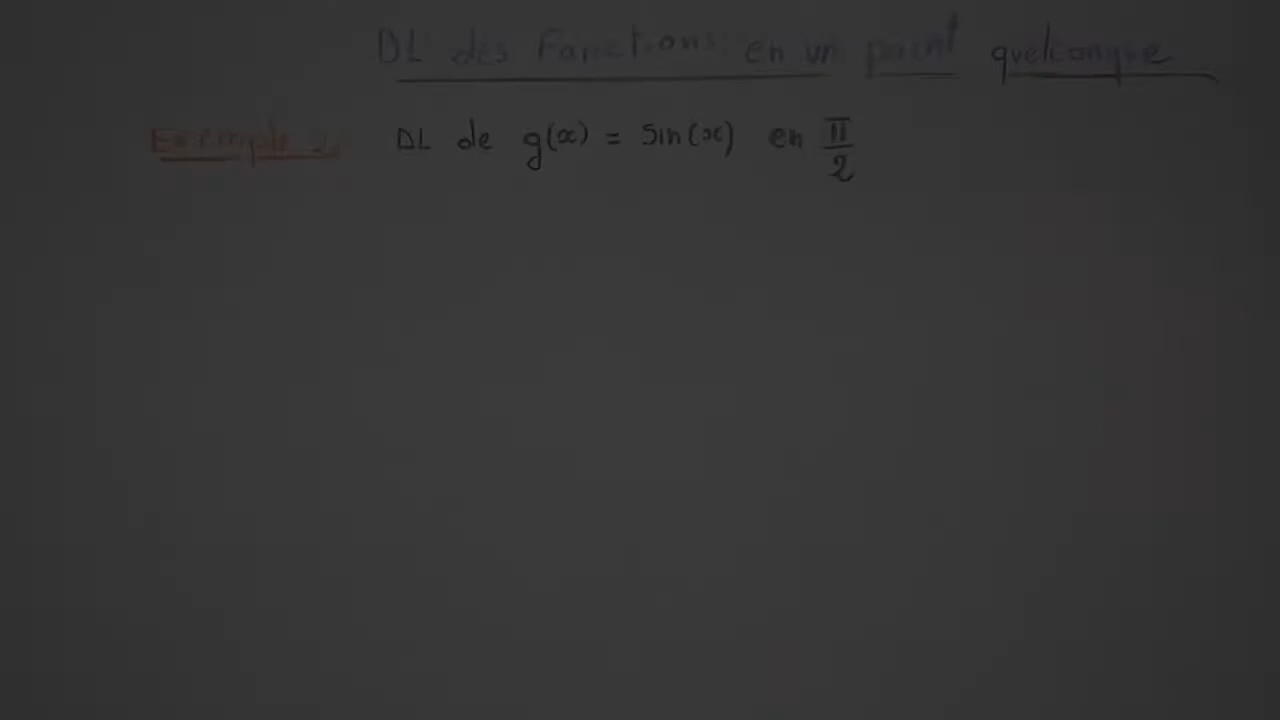 DL des Fonctions en un point quelconque
Exemple 2: DL de g(x) = Sin(x) en π/2